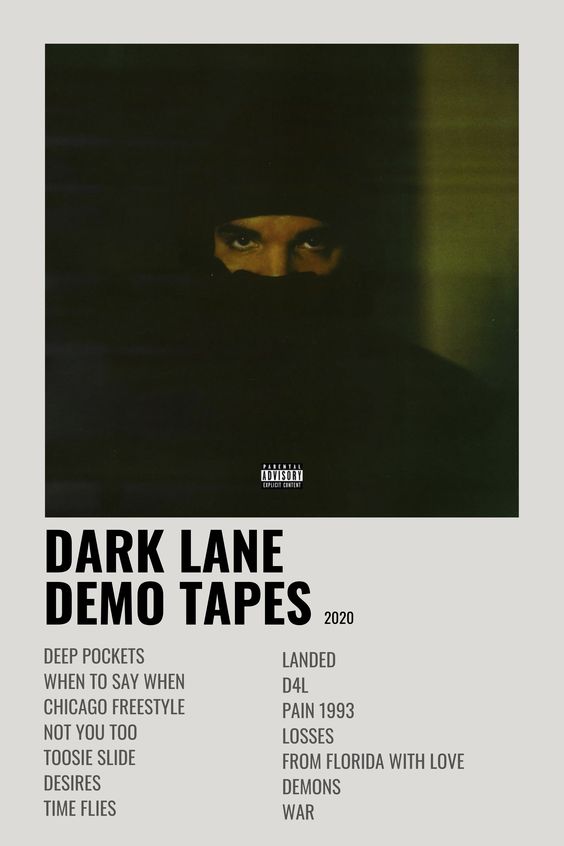 PARENTAL
ADVISORY
EXPLICIT CONTENT
DARK LANE
DEMO TAPES 2020
DEEP POCKETS
WHEN TO SAY WHEN
CHICAGO FREESTYLE
NOT YOU TOO
TOOSIE SLIDE
DESIRES
TIME FLIES
LANDED
D4L
PAIN 1993
LOSSES
FROM FLORIDA WITH LOVE
DEMONS
WAR